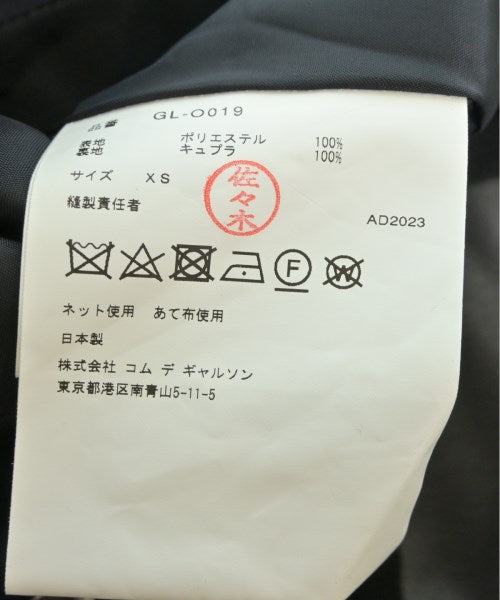 品番 GL-O019
表地 ポリエステル 100%
裏地 キュプラ 100%
サイズ XS
縫製責任者 佐々木
AD2023
F
W
ネット使用 あて布使用
日本製
株式会社 コム デ ギャルソン
東京都港区南青山5-11-5